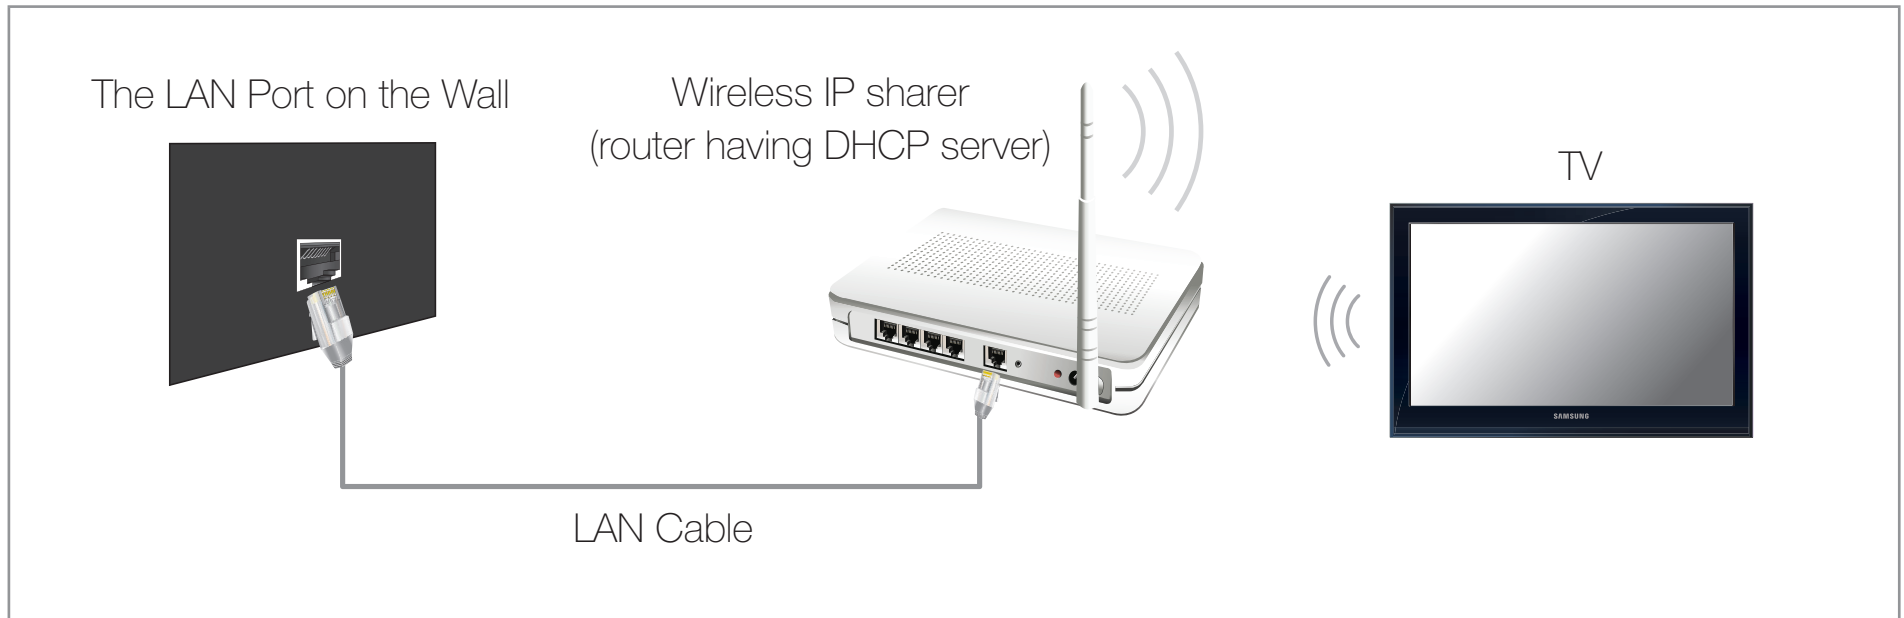 The LAN Port on the Wall
Wireless IP sharer
(router having DHCP server)
TV
SAMSUNG
LAN Cable